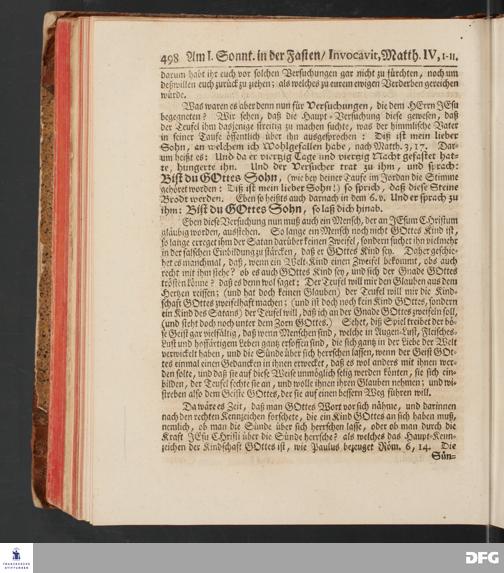 498 Am I. Sonnt. in der Fasten/ Invocavit, Matth. IV, 1-11.
darum habt ihr euch vor solchen Versuchungen gar nicht zu fürchten, noch um
deßwillen euch zurück zu ziehen; als welches zu eurem ewigen Verderben gereichen
würde.
Was waren es aber denn nun für Versuchungen, die dem HErrn JEsu
begegneten? Wir sehen, daß die Haupt-Versuchung diese gewesen, daß
der Teufel ihm dasjenige streitig zu machen suchte, was der himmlische Vater
in seiner Taufe öffentlich über ihn ausgesprochen: Diß ist mein lieber
Sohn, an welchem ich Wohlgefallen habe, nach Matth. 3, 17. Dar-
um heißt es: Und da er viertzig Tage und viertzig Nacht gefastet hat-
te, hungerte ihn. Und der Versucher trat zu ihm, und sprach:
Bist du GOttes Sohn, (wie bey deiner Taufe im Jordan die Stimme
gehöret worden: Diß ist mein lieber Sohn!) so sprich, daß diese Steine
Brodt werden. Eben so heißts auch darnach in dem 6. v. Und er sprach zu
ihm: Bist du GOttes Sohn, so laß dich hinab.
Eben diese Versuchung nun muß auch ein Mensch, der an JEsum Christum
gläubig worden, ausstehen. So lange ein Mensch noch nicht GOttes Kind ist,
so lange erreget ihm der Satan darüber keinen Zweifel, sondern suchet ihn vielmehr
in der falschen Einbildung zu stärcken, daß er GOttes Kind sey. Daher geschie-
het es manchmal, daß, wenn ein Welt-Kind einen Zweifel bekommt, obs auch
recht mit ihm stehe? ob es auch GOttes Kind sey, und sich der Gnade GOttes
trösten könne? daß es denn wol saget: Der Teufel will mir den Glauben aus dem
Hertzen reissen; (und hat doch keinen Glauben) der Teufel will mir die Kind-
schaft GOttes zweifelhaft machen; (und ist doch noch kein Kind GOttes, sondern
ein Kind des Satans) der Teufel will, daß ich an der Gnade GOttes zweifeln soll,
(und steht doch noch unter dem Zorn GOttes.) Sehet, diß Spiel treibet der bö-
se Geist gar vielfältig, daß wenn Menschen sind, welche in Augen-Lust, Fleisches-
Lust und hoffärtigem Leben gantz ersoffen sind, die sich gantz in der Liebe der Welt
verwickelt haben, und die Sünde über sich herrschen lassen, wenn der Geist GOt-
tes einmal einen Gedancken in ihnen erwecket, daß es wol anders mit ihnen wer-
den solte, und daß sie auf diese Weise unmöglich selig werden könten, sie sich ein-
bilden, der Teufel fechte sie an, und wolle ihnen ihren Glauben nehmen; und wi-
streben also dem Geiste GOttes, der sie auf einen bessern Weg führen will.
Da wäre es Zeit, daß man GOttes Wort vor sich nähme, und darinnen
nach den rechten Kennzeichen forschete, die ein Kind GOttes an sich haben muß,
nemlich, ob man die Sünde über sich herrschen lasse, oder ob man durch die
Kraft JEsu Christi über die Sünde herrsche? als welches das Haupt-Kenn-
zeichen der Kindschaft GOttes ist, wie Paulus bezeuget Röm. 6, 14. Die
Sün-
FRANCKESCHE
STIFTUNGEN
DFG